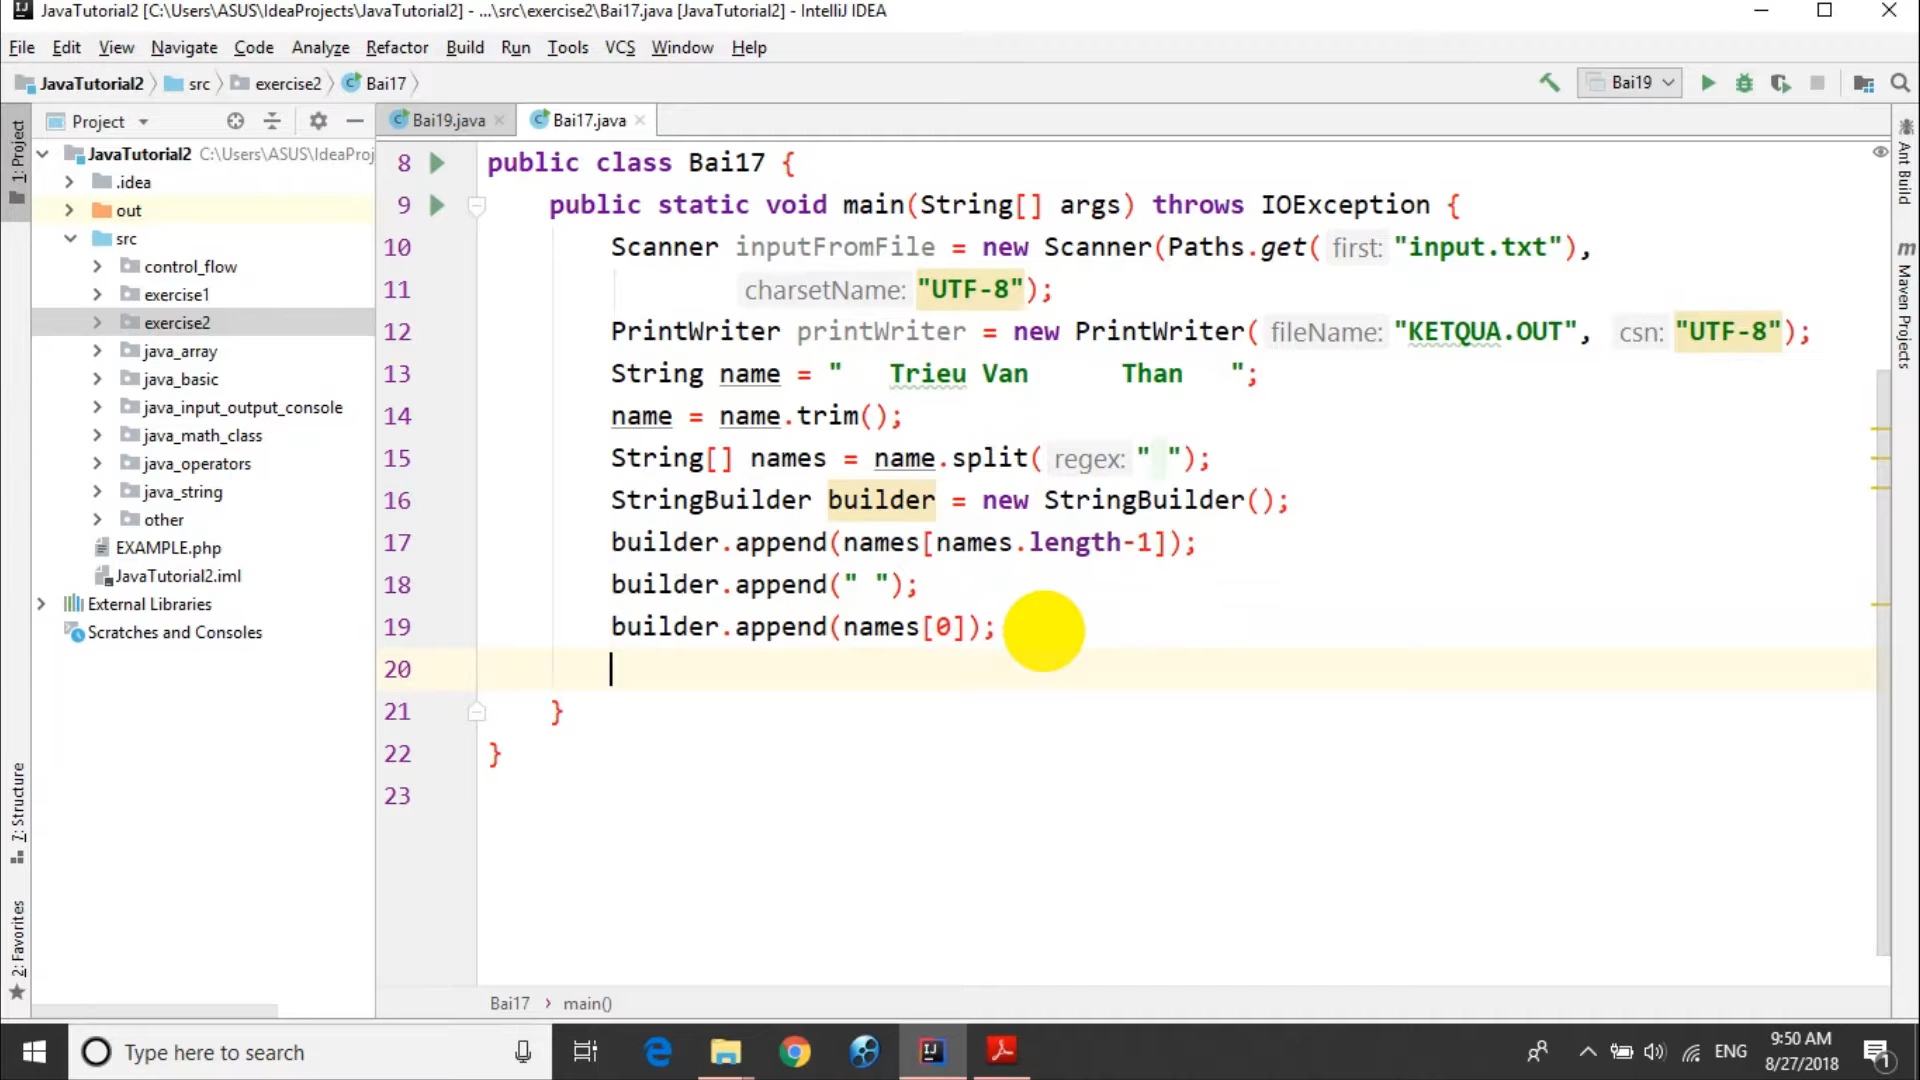 JavaTutorial2 [C:\Users\ASUS\IdeaProjects\JavaTutorial2] - ...\src\exercise2\Bai17.java [JavaTutorial2] - IntelliJ IDEA
File Edit View Navigate Code Analyze Refactor Build Run Tools VCS Window Help
JavaTutorial2 src exercise2 Bai17 Bai19
Project Bai19.java Bai17.java
1: Project
7: Structure
2: Favorites
JavaTutorial2 C:\Users\ASUS\IdeaProj
.idea
out
src
control_flow
exercise1
exercise2
java_array
java_basic
java_input_output_console
java_math_class
java_operators
java_string
other
EXAMPLE.php
JavaTutorial2.iml
External Libraries
Scratches and Consoles
8 public class Bai17 {
9 public static void main(String[] args) throws IOException {
10 Scanner inputFromFile = new Scanner(Paths.get( first: "input.txt"),
11 charsetName: "UTF-8");
12 PrintWriter printWriter = new PrintWriter( fileName: "KETQUA.OUT", csn: "UTF-8");
13 String name = "   Trieu Van      Than   ";
14 name = name.trim();
15 String[] names = name.split( regex: " ");
16 StringBuilder builder = new StringBuilder();
17 builder.append(names[names.length-1]);
18 builder.append(" ");
19 builder.append(names[0]);
20
21 }
22 }
23
Bai17 › main()
Ant Build
Maven Projects
Type here to search
ENG
9:50 AM
8/27/2018
1